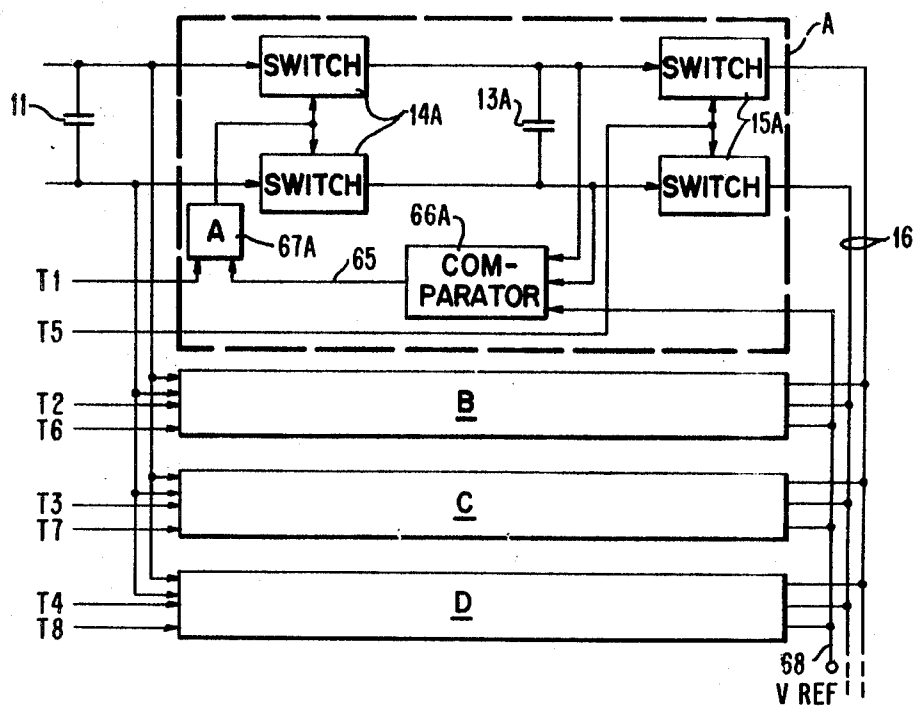 A
SWITCH
SWITCH
11
14A
13A
15A
SWITCH
SWITCH
A
67A
66A
16
65
COM-
PARATOR
T1
T5
T2
B
T6
T3
C
T7
T4
D
T8
68
V REF